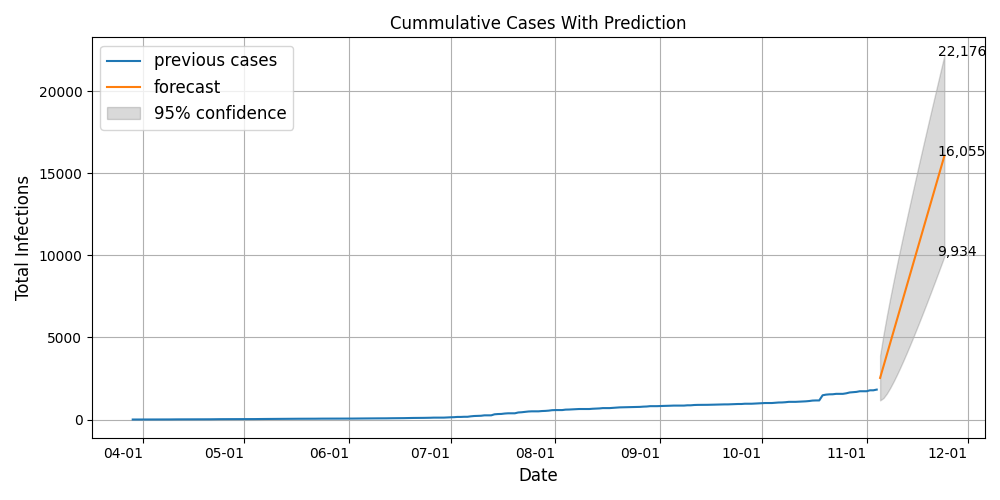 Cummulative Cases With Prediction
previous cases
forecast
95% confidence
22,176
16,055
9,934
20000
15000
10000
5000
0
Total Infections
04-01 05-01 06-01 07-01 08-01 09-01 10-01 11-01 12-01
Date